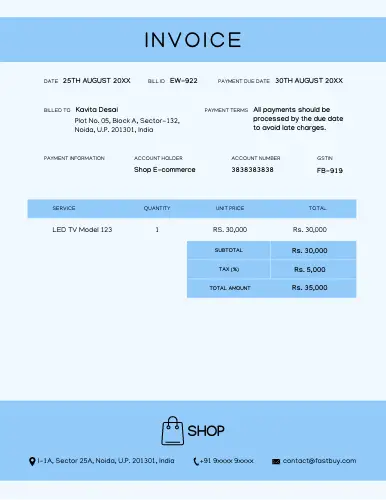 INVOICE
DATE 25TH AUGUST 20XX BILL ID EW-922 PAYMENT DUE DATE 30TH AUGUST 20XX
BILLED TO Kavita Desai
Plot No. 05, Block A, Sector-132,
Noida, U.P. 201301, India
PAYMENT TERMS All payments should be
processed by the due date
to avoid late charges.
PAYMENT INFORMATION ACCOUNT HOLDER ACCOUNT NUMBER GSTIN
Shop E-commerce 3838383838 FB-919
SERVICE QUANTITY UNIT PRICE TOTAL
LED TV Model 123 1 RS. 30,000 Rs. 30,000
SUBTOTAL Rs. 30,000
TAX (%) Rs. 5,000
TOTAL AMOUNT Rs. 35,000
SHOP
I-1A, Sector 25A, Noida, U.P. 201301, India +91 9xxxx 9xxxx contact@fastbuy.com